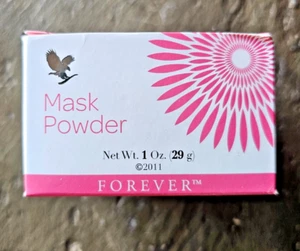 Mask
Powder
Net Wt. 1 Oz. (29 g)
©2011
FOREVER™